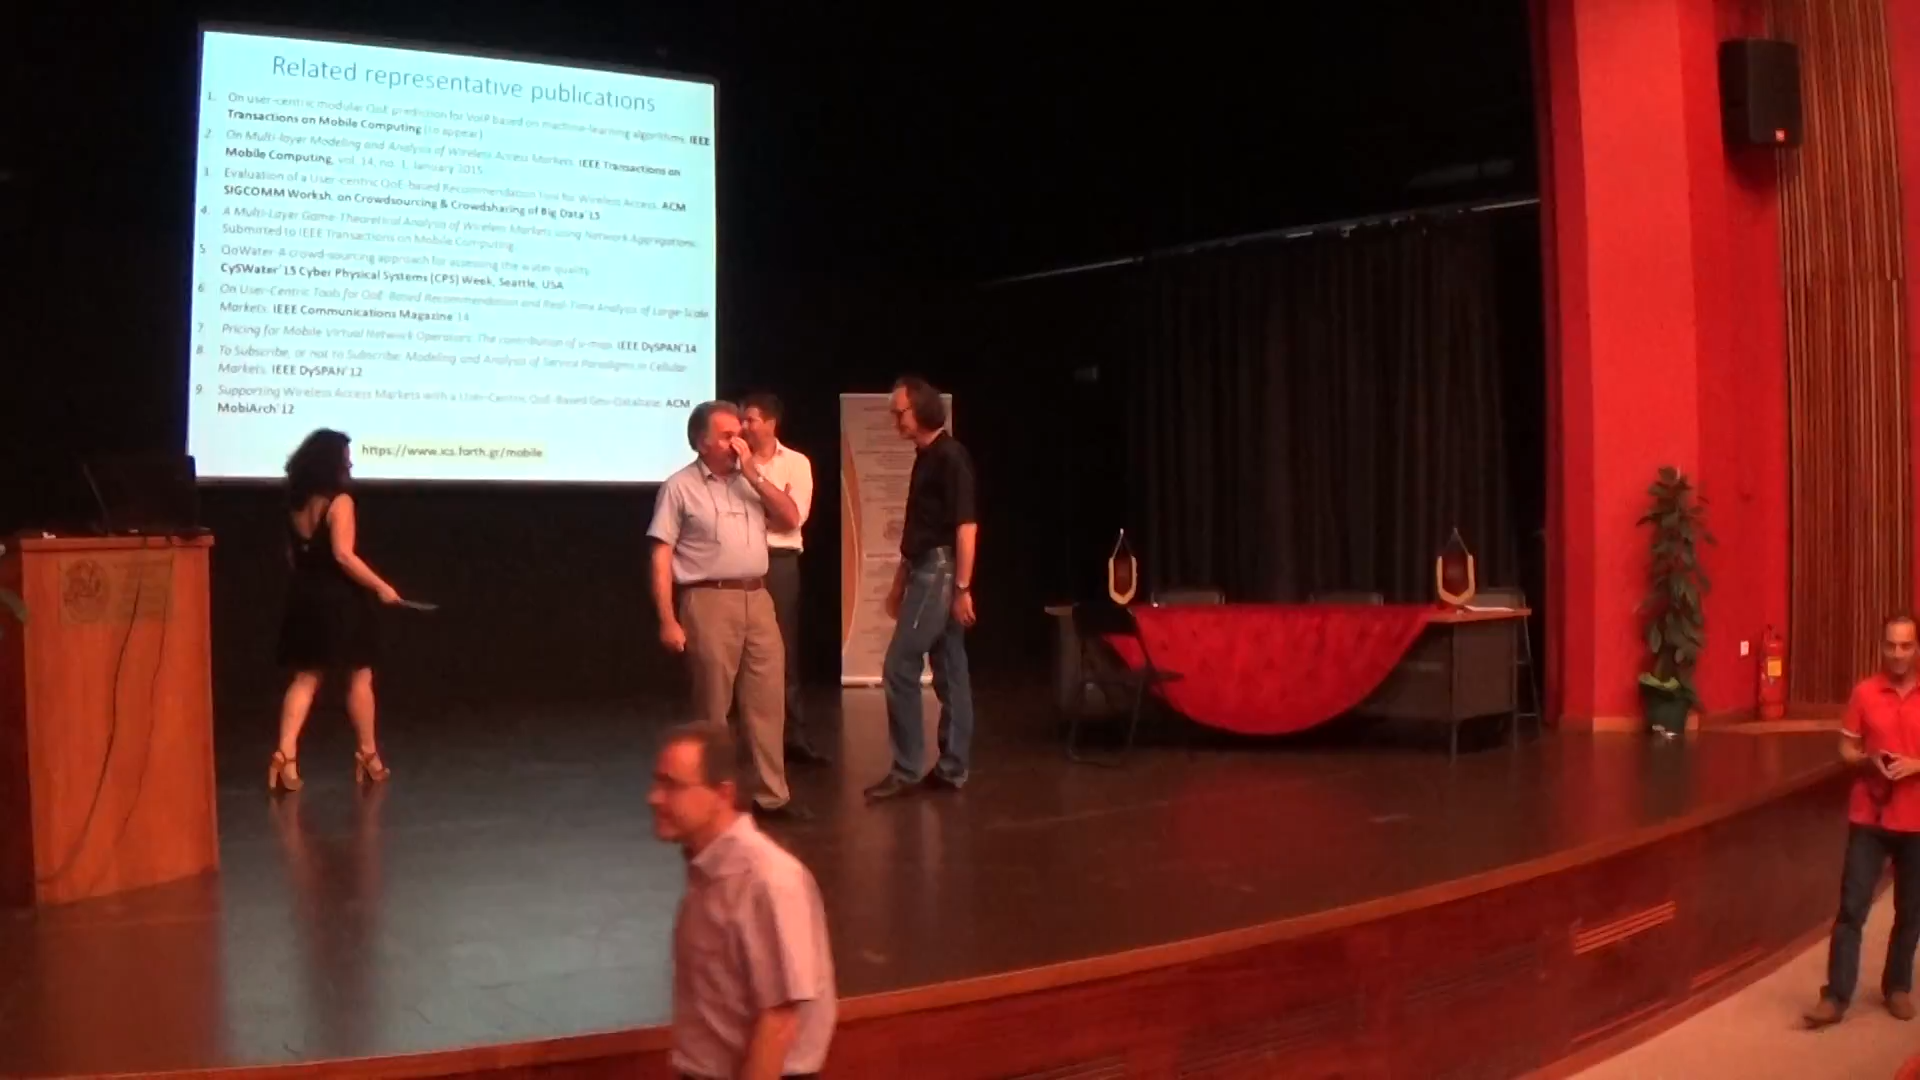 Related representative publications
1. On user-centric modular QoE prediction for VoIP based on machine-learning algorithms, IEEE
Transactions on Mobile Computing (to appear)
2. On Multi-layer Modeling and Analysis of Wireless Access Markets, IEEE Transactions on
Mobile Computing, vol. 14, no. 1, January 2015
3. Evaluation of a User-centric QoE-based Recommendation Tool for Wireless Access, ACM
SIGCOMM Worksh. on Crowdsourcing & Crowdsharing of Big Data'15
4. A Multi-Layer Game-Theoretical Analysis of Wireless Markets using Network Aggregations,
Submitted to IEEE Transactions on Mobile Computing
5. QoWater A crowd-sourcing approach for assessing the water quality
CySWater'15 Cyber Physical Systems (CPS) Week, Seattle, USA
6. On User-Centric Tools for QoE-Based Recommendation and Real-Time Analysis of Large-Scale
Markets, IEEE Communications Magazine 14
7. Pricing for Mobile Virtual Network Operators: The contribution of u-map, IEEE DySPAN'14
8. To Subscribe, or not to Subscribe: Modeling and Analysis of Service Paradigms in Cellular
Markets, IEEE DySPAN'12
9. Supporting Wireless Access Markets with a User-Centric QoE-Based Geo-Database, ACM
MobiArch'12
https://www.ics.forth.gr/mobile